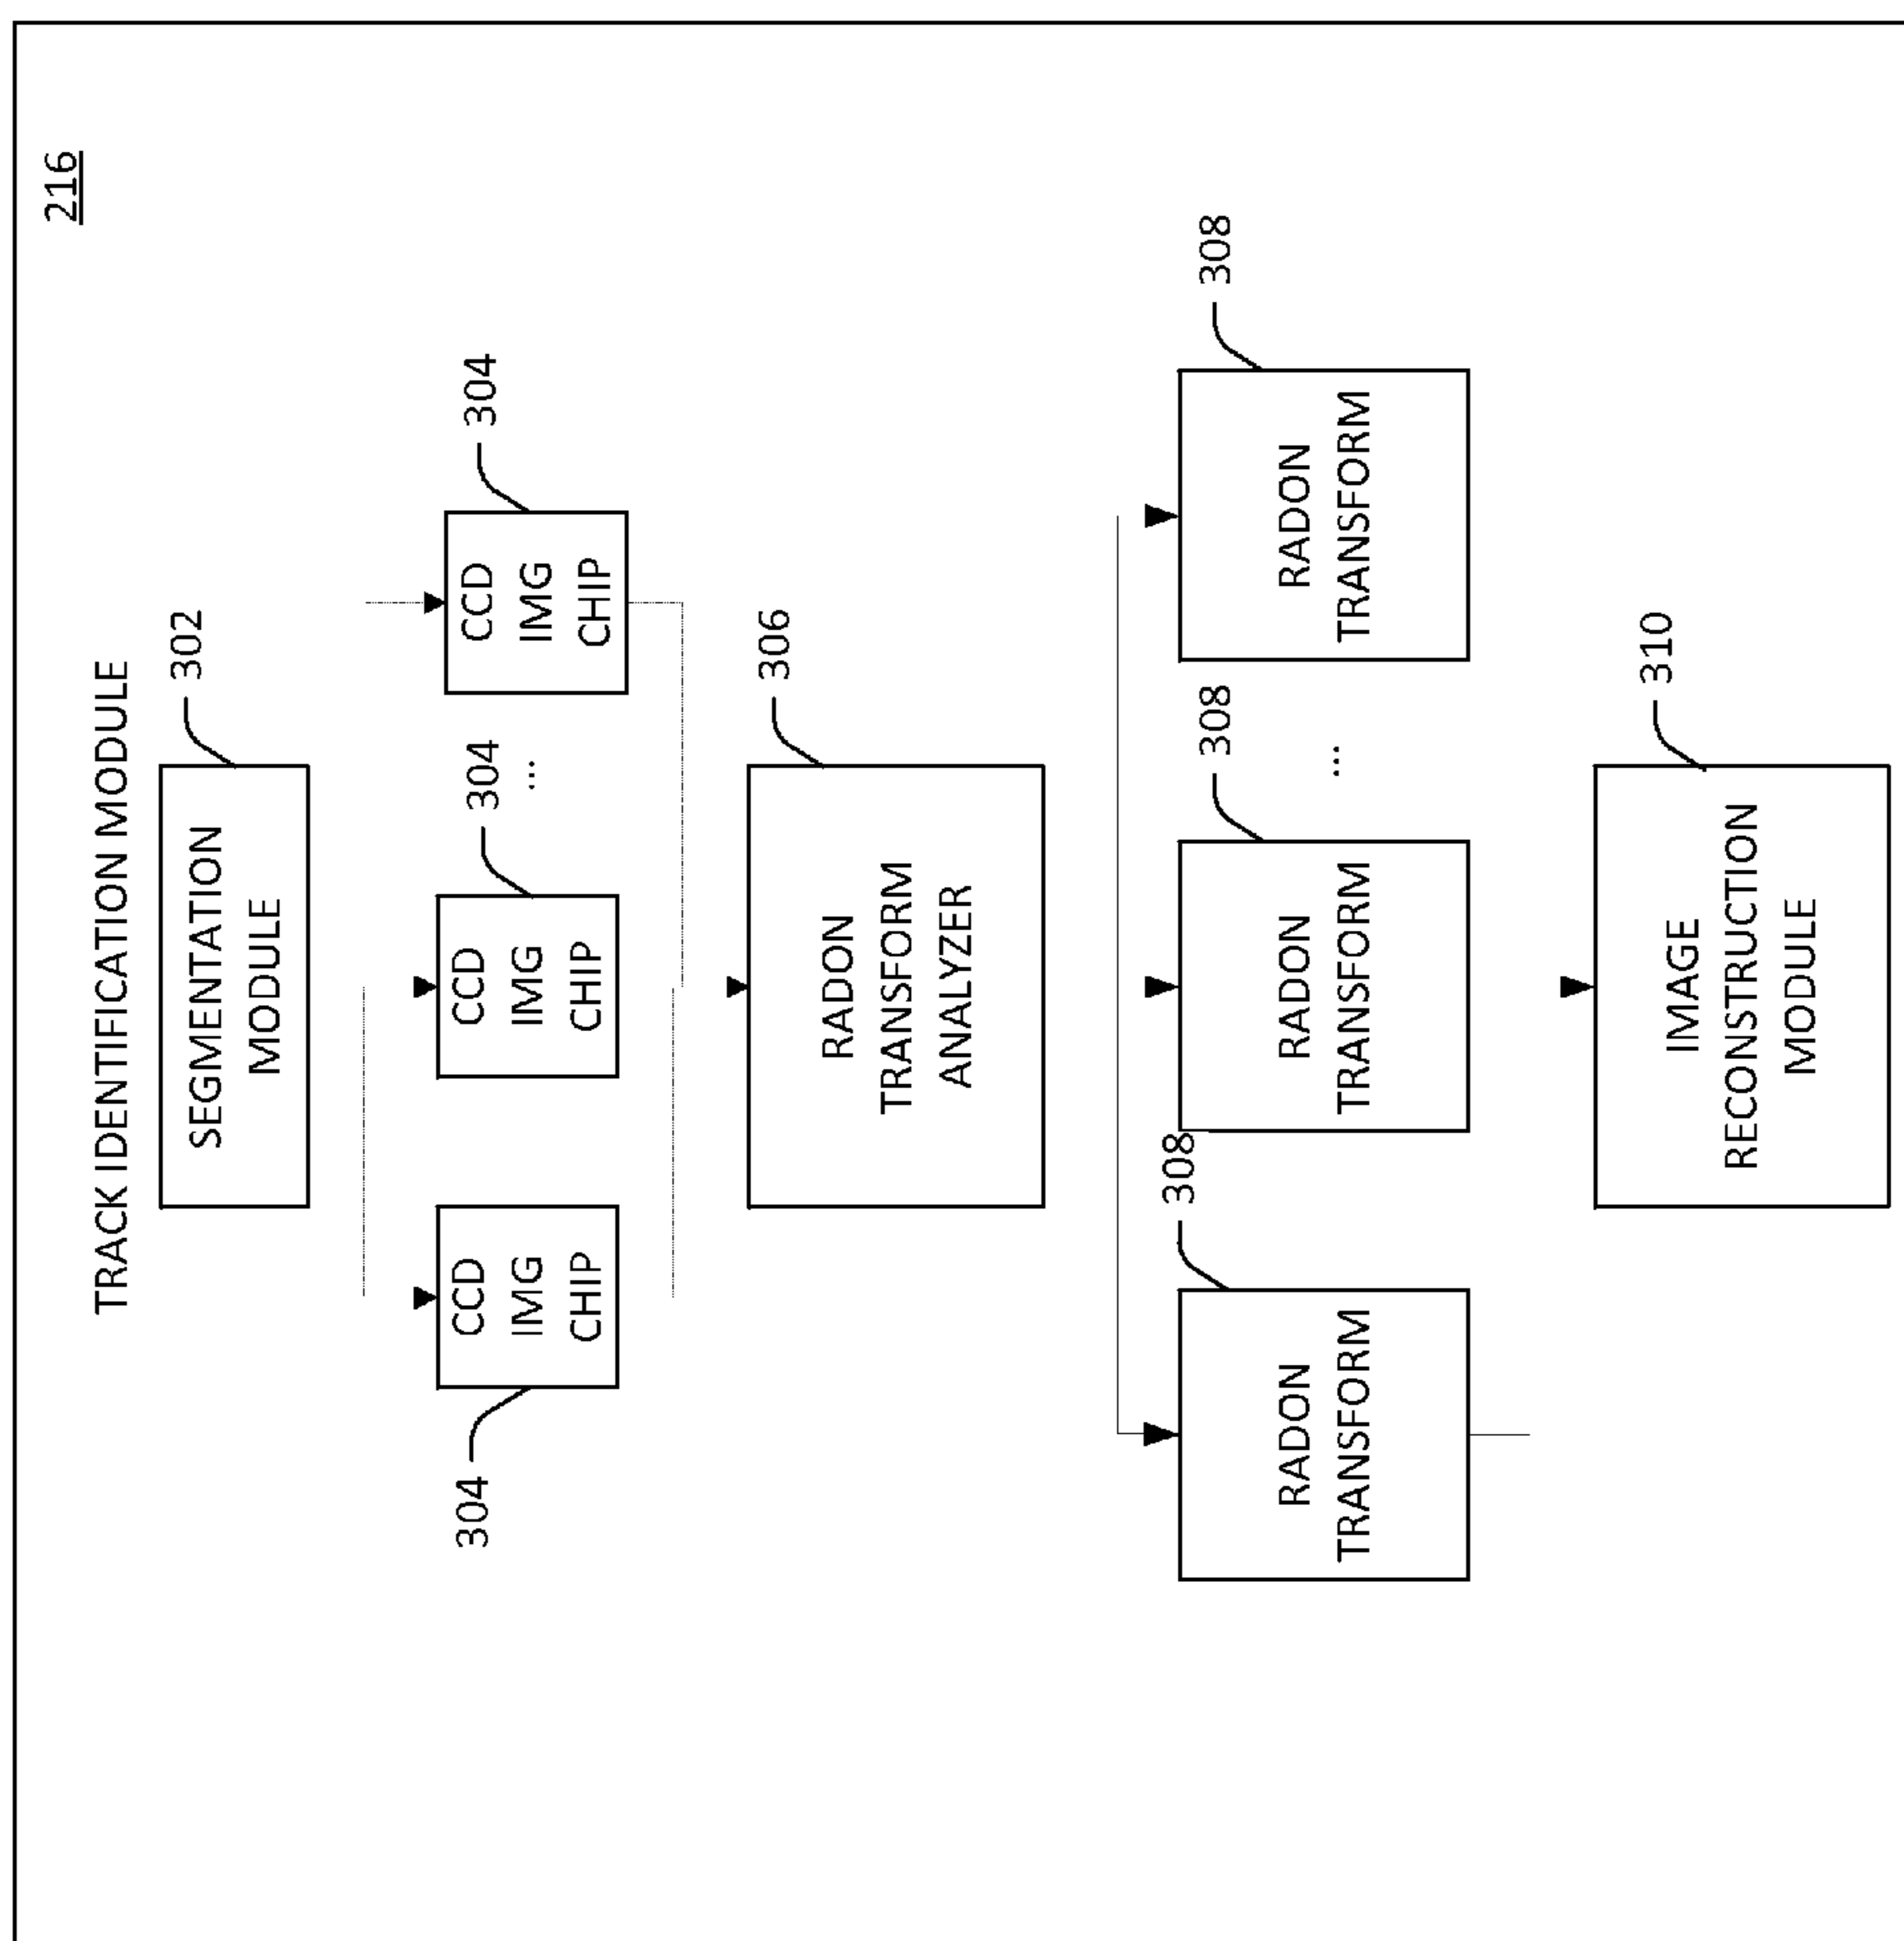 216
TRACK IDENTIFICATION MODULE
302
SEGMENTATION
MODULE
304
CCD
IMG
CHIP
304
CCD
IMG
CHIP
...
304
CCD
IMG
CHIP
306
RADON
TRANSFORM
ANALYZER
308
RADON
TRANSFORM
308
RADON
TRANSFORM
...
308
RADON
TRANSFORM
310
IMAGE
RECONSTRUCTION
MODULE